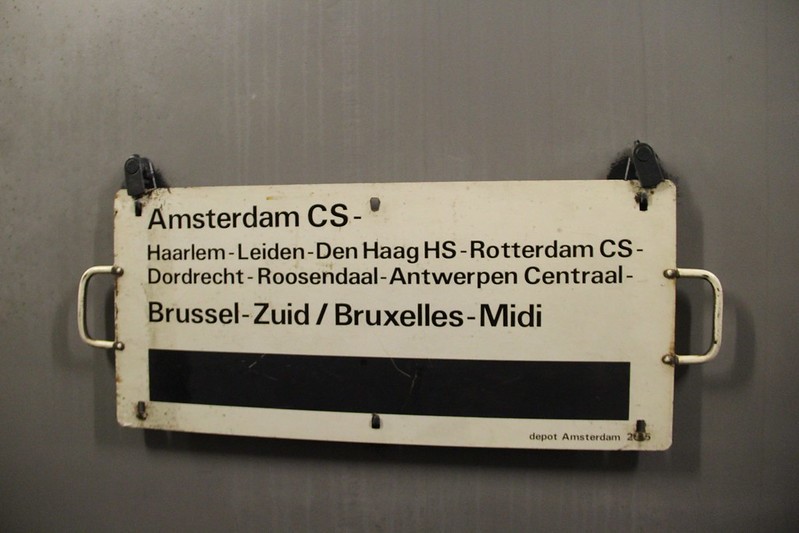 Amsterdam CS-
Haarlem-Leiden-Den Haag HS-Rotterdam CS-
Dordrecht-Roosendaal-Antwerpen Centraal-
Brussel-Zuid / Bruxelles-Midi
depot Amsterdam